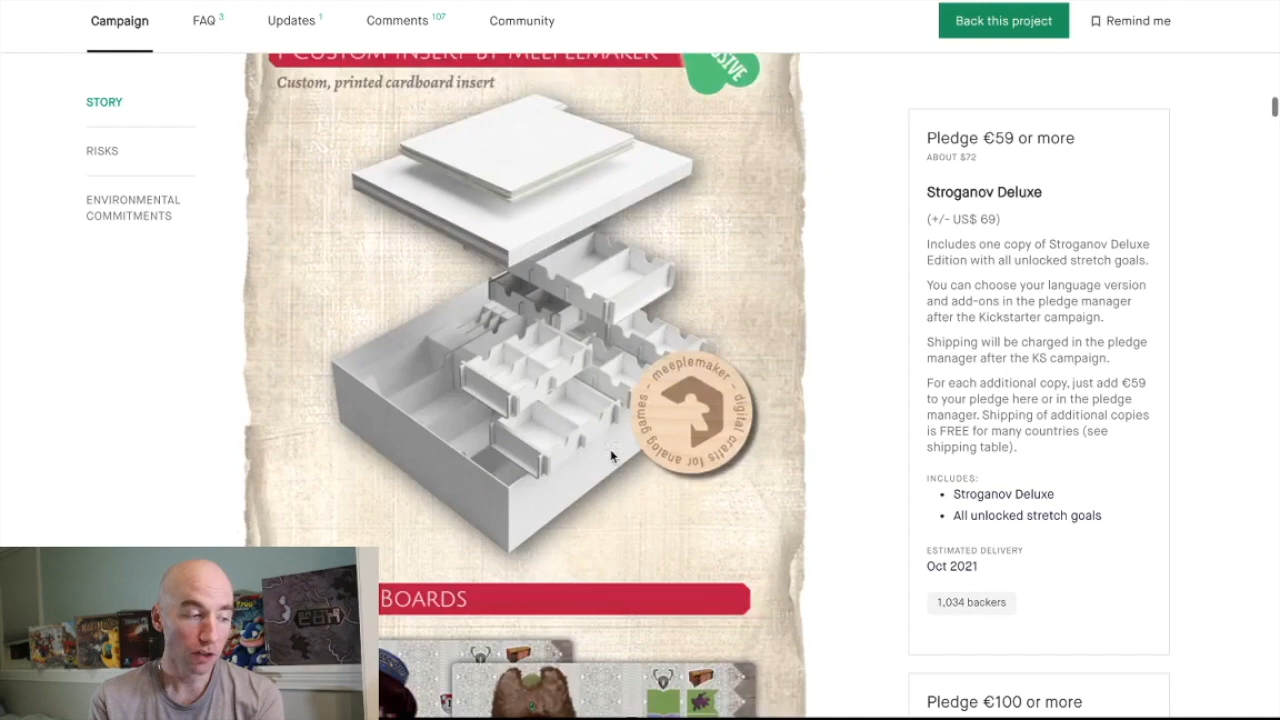 Campaign
FAQ 3
Updates 1
Comments 107
Community
Back this project
Remind me
1 CUSTOM INSERT BY MEEPLEMAKER
Custom, printed cardboard insert
STORY
RISKS
ENVIRONMENTAL
COMMITMENTS
meeplemaker – digital crafts for analog games –
BOARDS
Pledge €59 or more
ABOUT $72
Stroganov Deluxe
(+/- US$ 69)
Includes one copy of Stroganov Deluxe
Edition with all unlocked stretch goals.
You can choose your language version
and add-ons in the pledge manager
after the Kickstarter campaign.
Shipping will be charged in the pledge
manager after the KS campaign.
For each additional copy, just add €59
to your pledge here or in the pledge
manager. Shipping of additional copies
is FREE for many countries (see
shipping table).
INCLUDES:
• Stroganov Deluxe
• All unlocked stretch goals
ESTIMATED DELIVERY
Oct 2021
1,034 backers
Pledge €100 or more